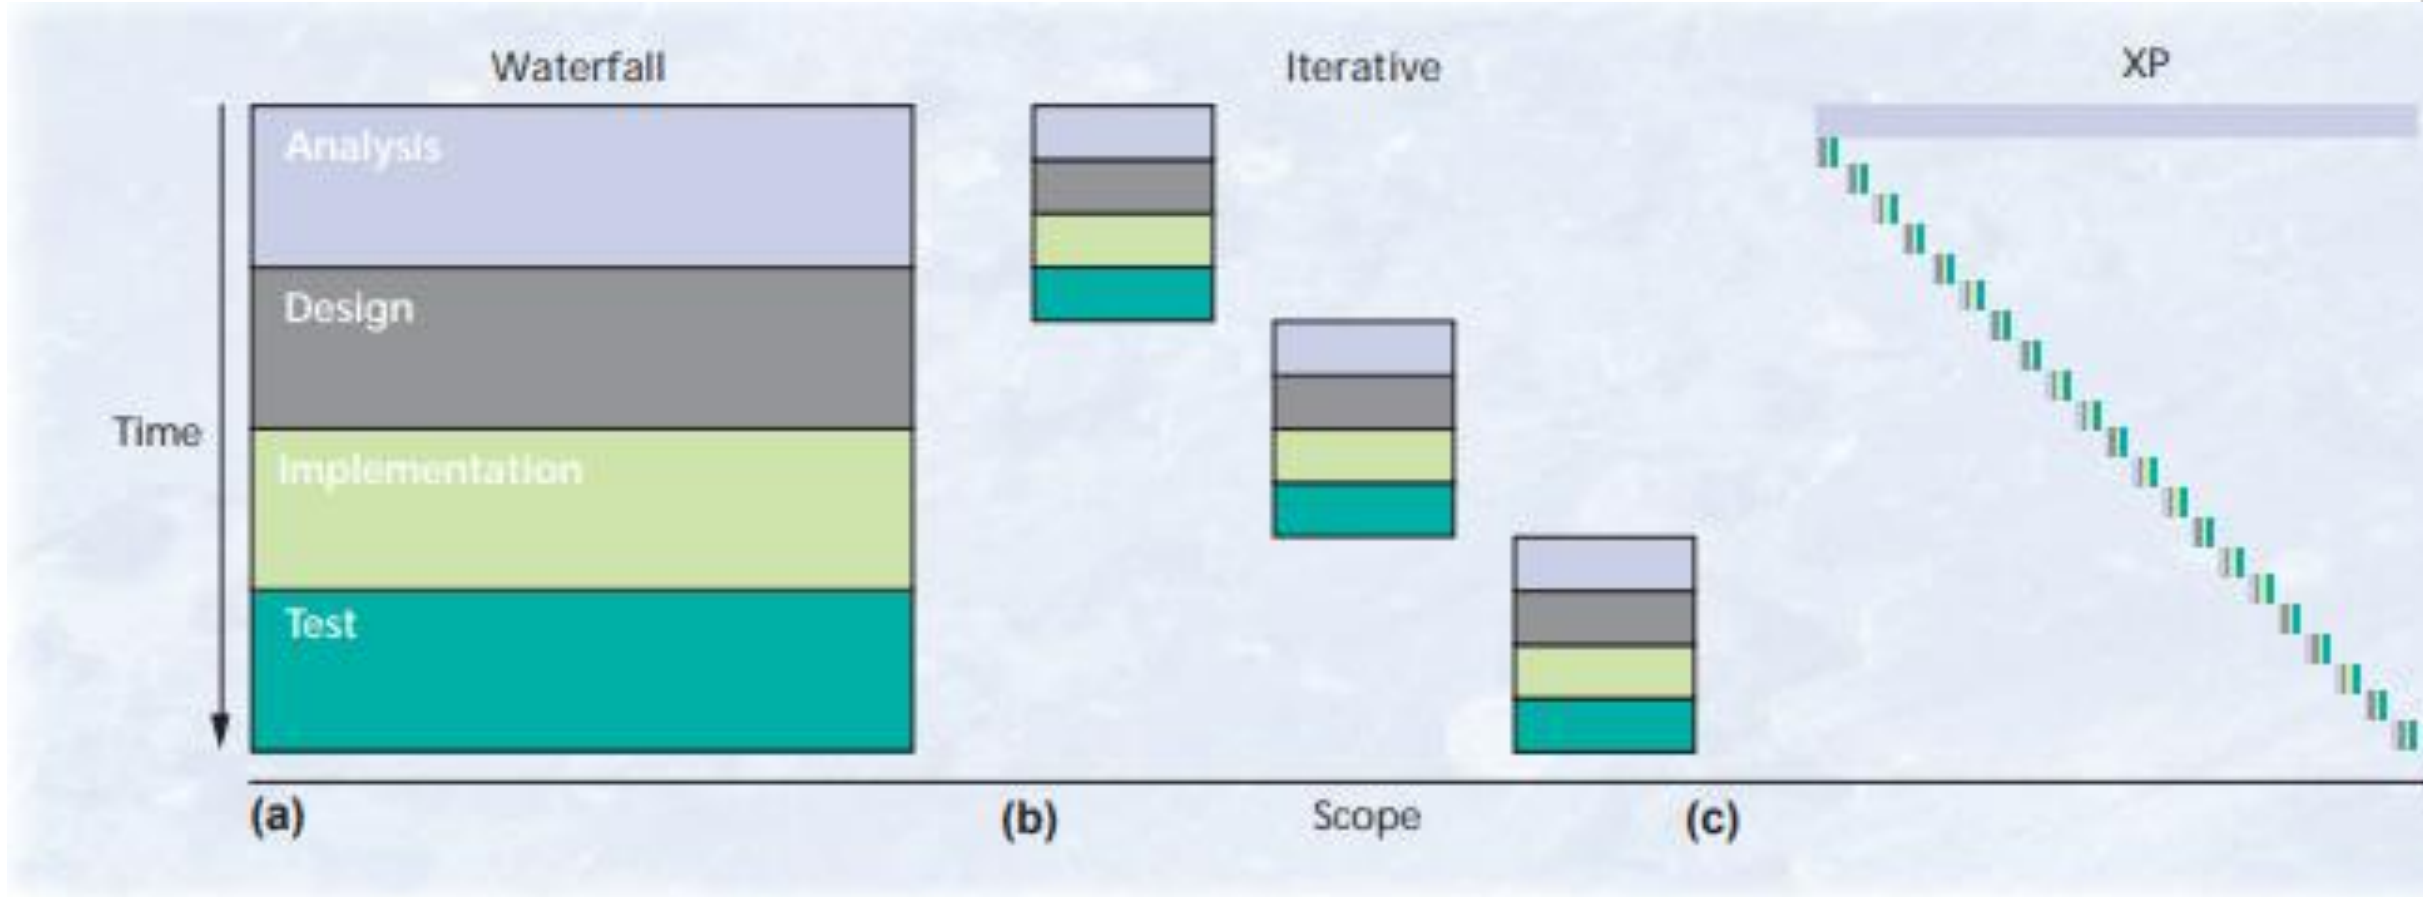 Waterfall
Iterative
XP
Time
Analysis
Design
Implementation
Test
(a)
(b)
Scope
(c)